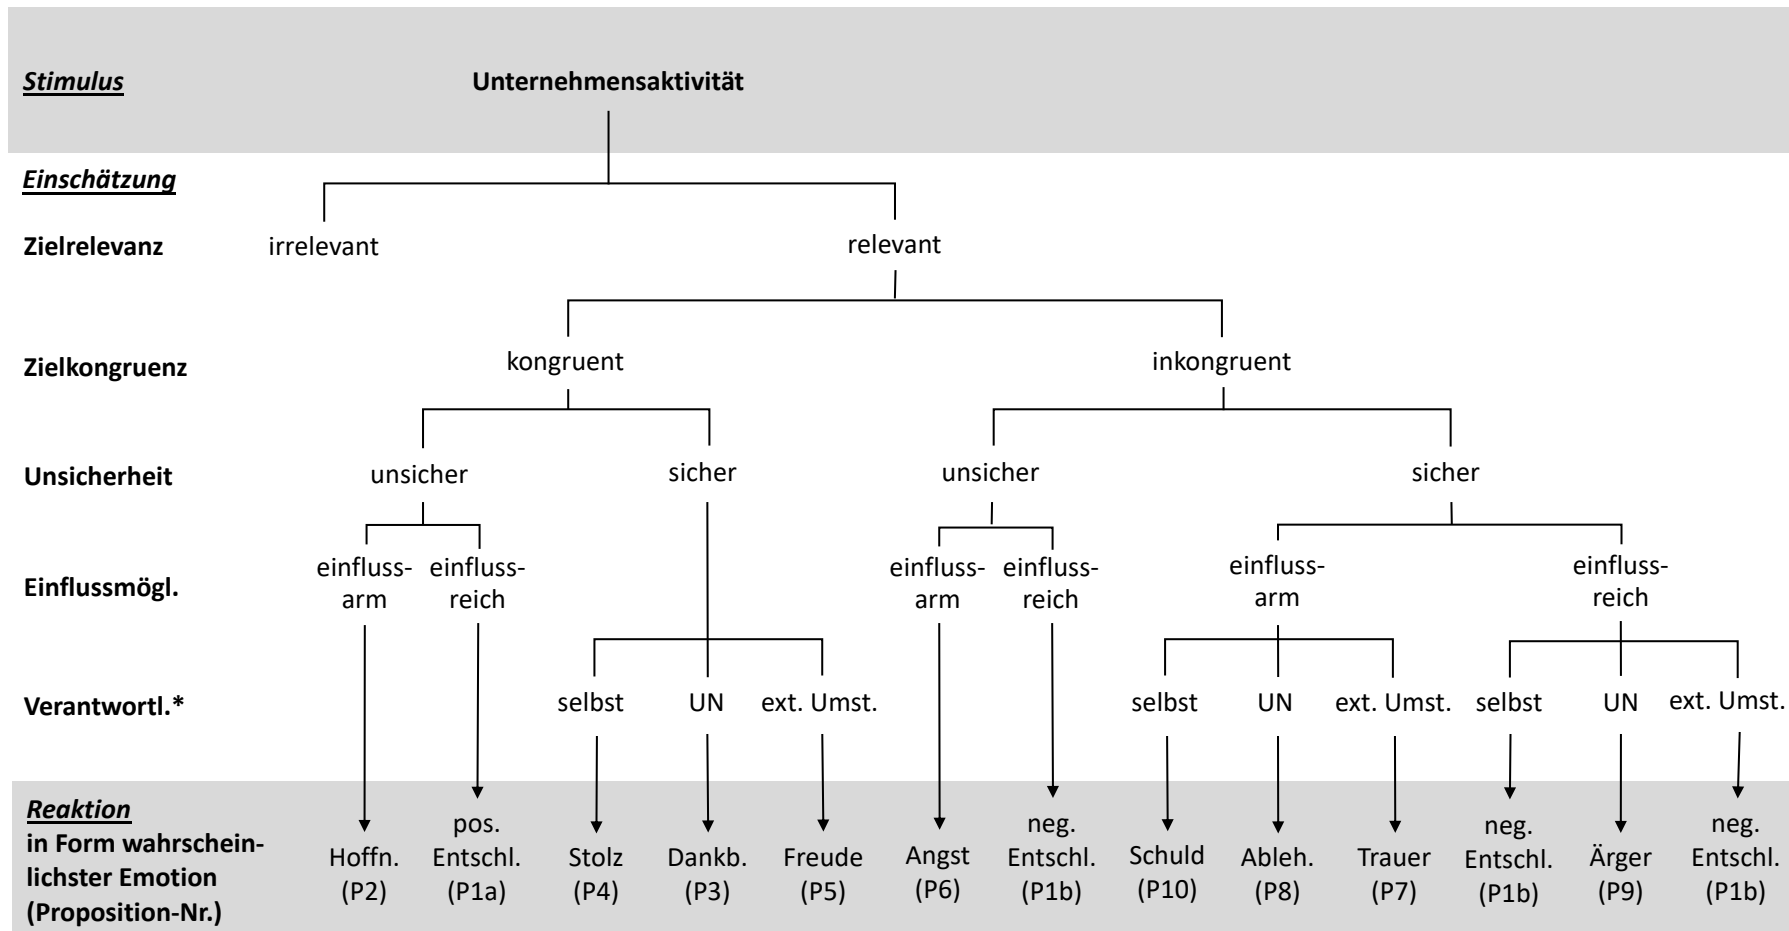 Stimulus Unternehmensaktivität
Einschätzung
Zielrelevanz irrelevant relevant
Zielkongruenz kongruent inkongruent
Unsicherheit unsicher sicher unsicher sicher
einfluss- einfluss- einfluss- einfluss- einfluss- einfluss-
Einflussmögl.
arm reich arm reich arm reich
Verantwortl.* selbst UN ext. Umst. selbst UN ext. Umst. selbst UN ext. Umst.
Reaktion
in Form wahrschein-
lichster Emotion
(Proposition-Nr.)
Hoffn.
(P2)
pos.
Entschl.
(P1a)
Stolz
(P4)
Dankb.
(P3)
Freude
(P5)
Angst
(P6)
neg.
Entschl.
(P1b)
Schuld
(P10)
Ableh.
(P8)
Trauer
(P7)
neg.
Entschl.
(P1b)
Ärger
(P9)
neg.
Entschl.
(P1b)